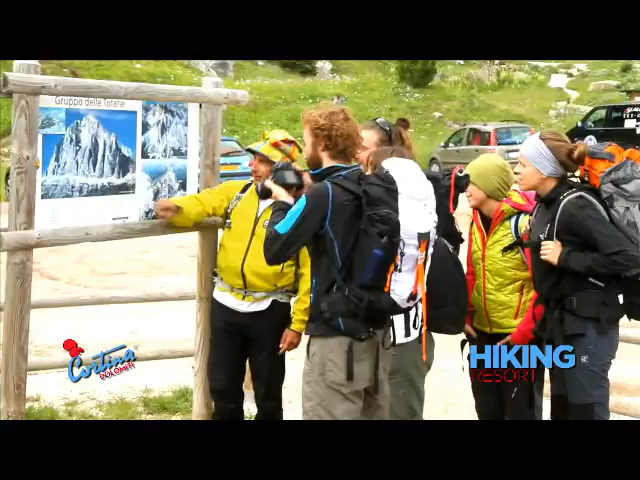 Gruppo delle Tofane
Cortina
DOLOMITI
HIKING
RESORT